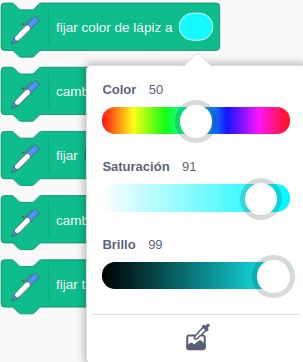 fijar color de lápiz a
camb
Color 50
fijar
Saturación 91
camb
Brillo 99
fijar t